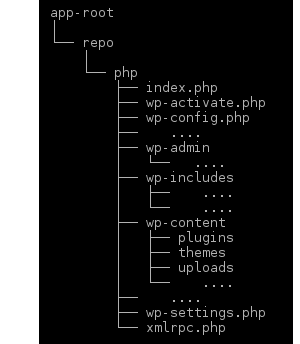 app-root
repo
php
index.php
wp-activate.php
wp-config.php
....
wp-admin
....
wp-includes
....
....
wp-content
plugins
themes
uploads
....
....
wp-settings.php
xmlrpc.php